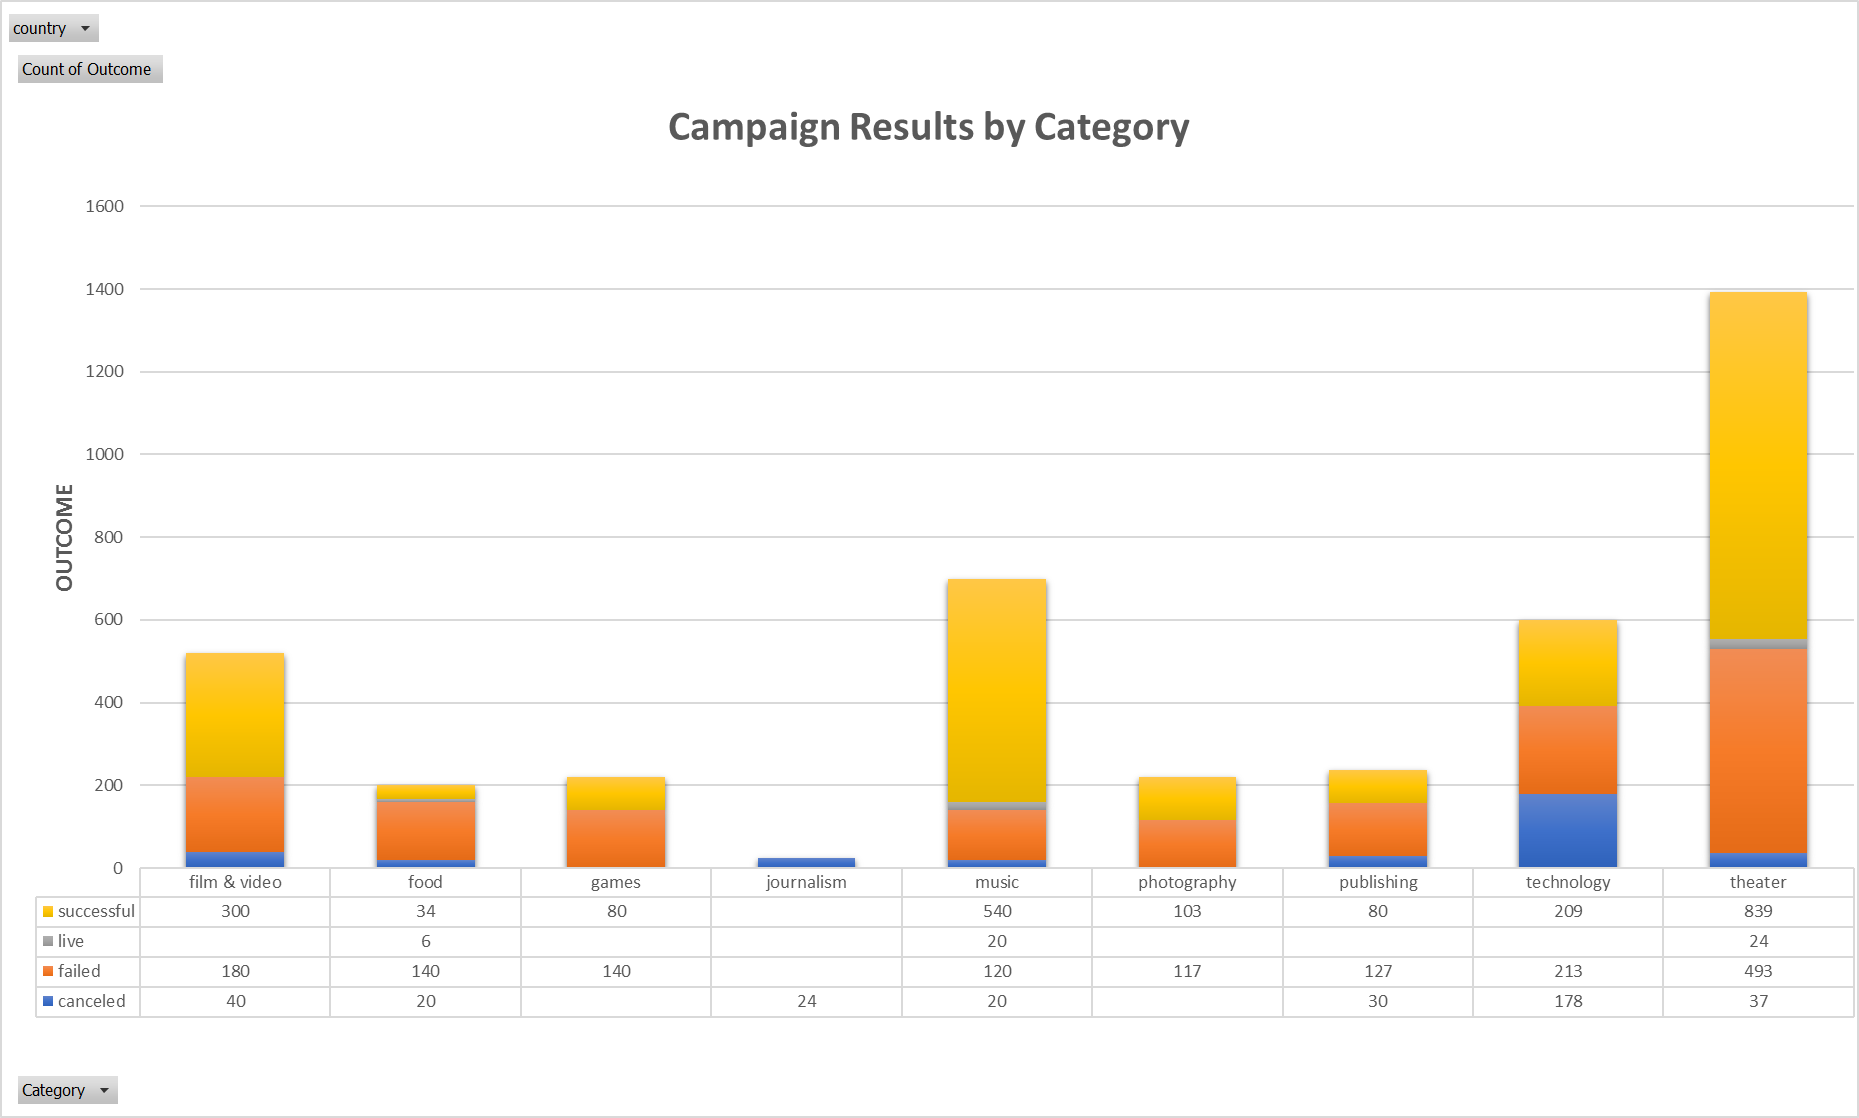 country
Count of Outcome
Campaign Results by Category
1600
1400
1200
1000
800
600
400
200
0
OUTCOME
film & video food games journalism music photography publishing technology theater
successful 300 34 80 540 103 80 209 839
live 6 20 24
failed 180 140 140 120 117 127 213 493
canceled 40 20 24 20 30 178 37
Category